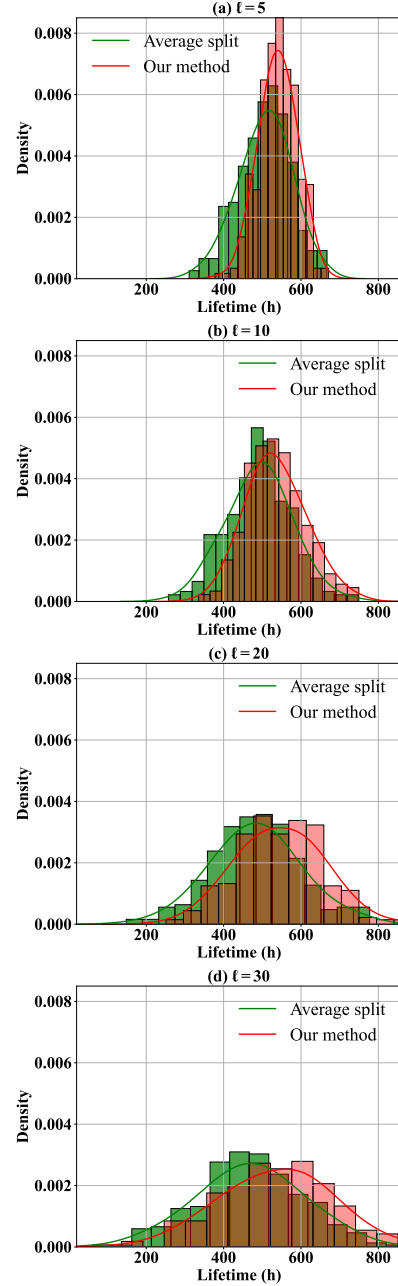 (a) ℓ = 5
0.008
Average split
Our method
0.006
Density
0.004
0.002
0.000
200
400
600
800
Lifetime (h)
(b) ℓ = 10
0.008
Average split
Our method
0.006
Density
0.004
0.002
0.000
200
400
600
800
Lifetime (h)
(c) ℓ = 20
0.008
Average split
Our method
0.006
Density
0.004
0.002
0.000
200
400
600
800
Lifetime (h)
(d) ℓ = 30
0.008
Average split
Our method
0.006
Density
0.004
0.002
0.000
200
400
600
800
Lifetime (h)